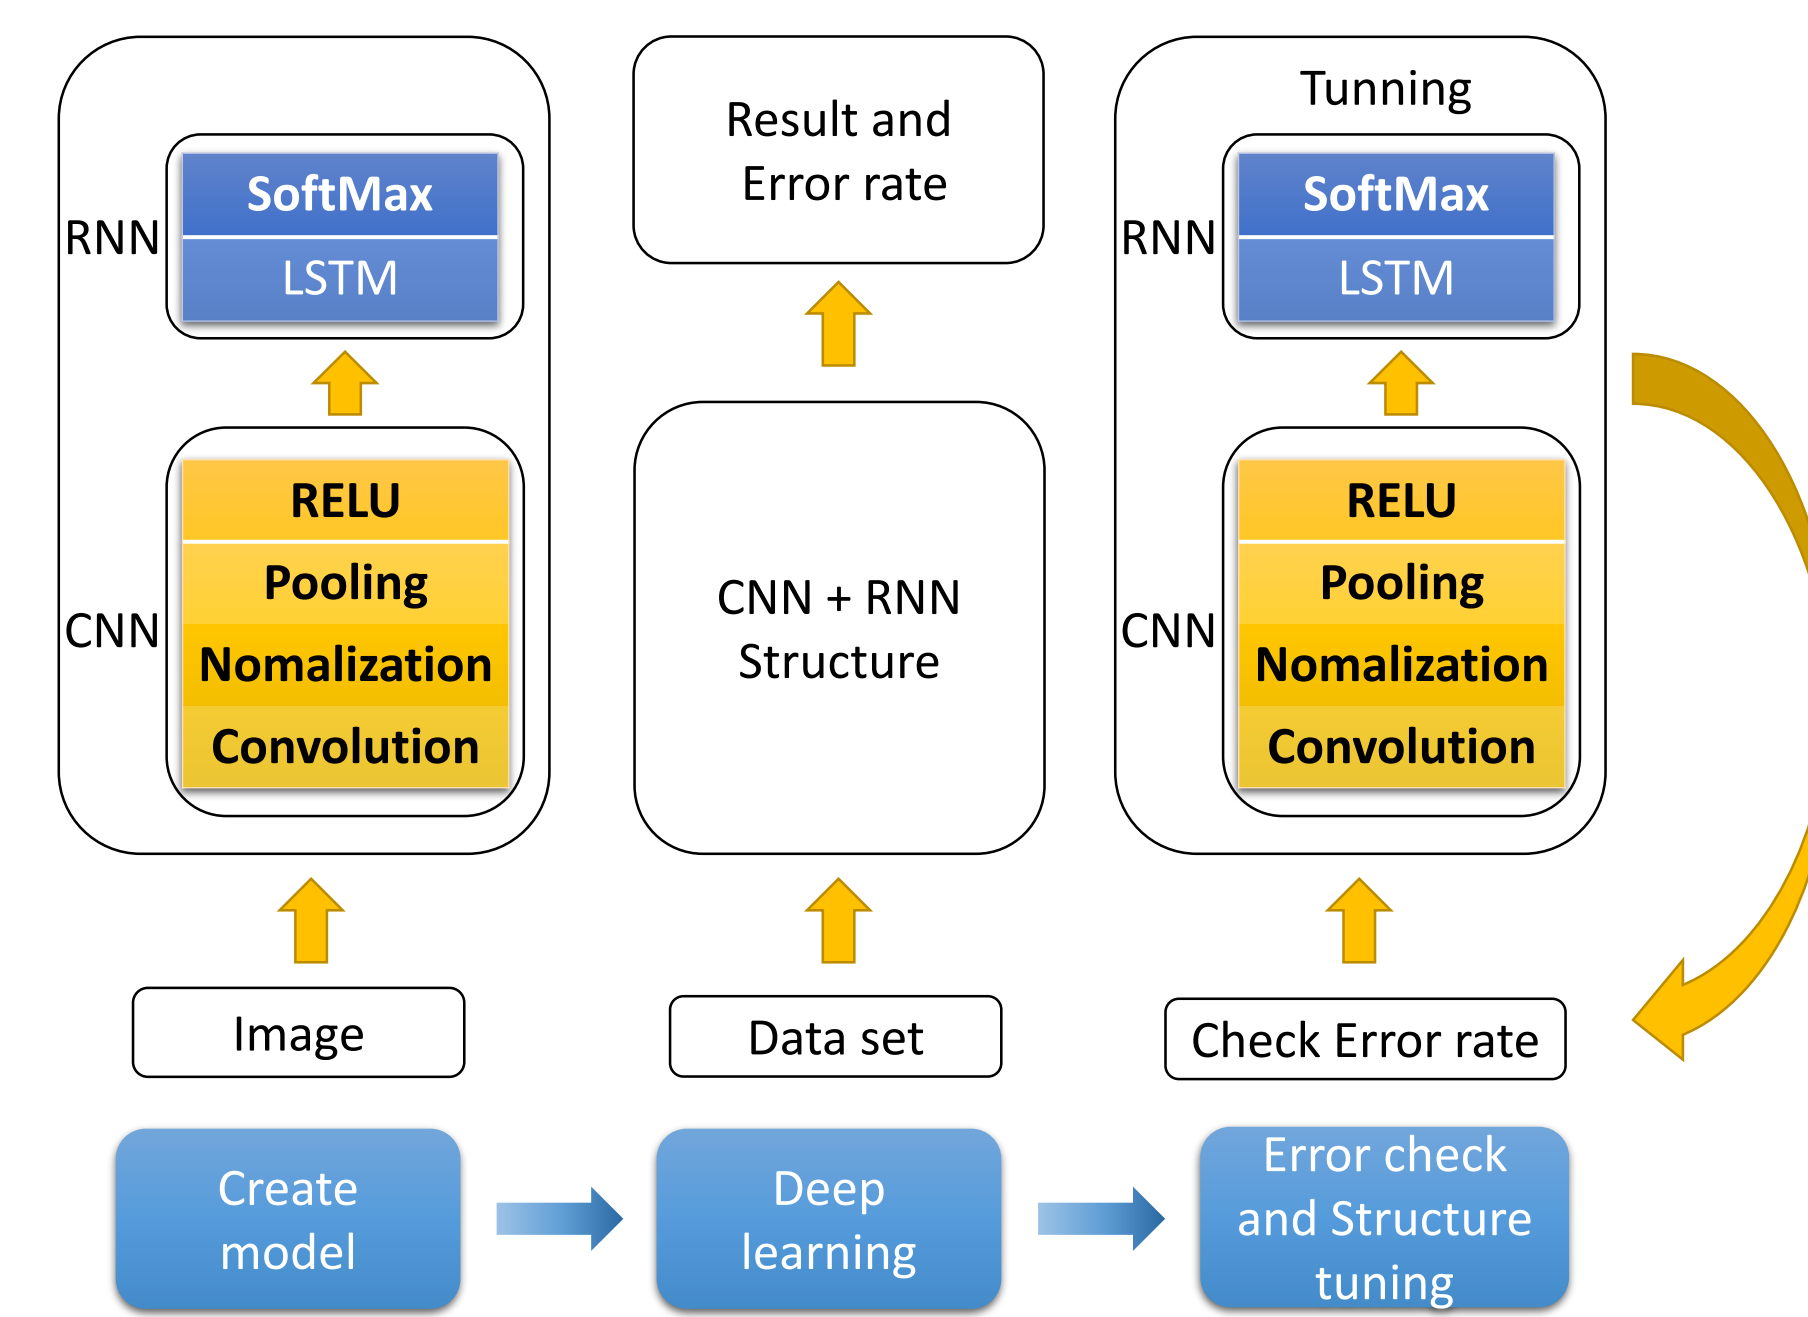 RNN
SoftMax
LSTM
CNN
RELU
Pooling
Nomalization
Convolution
Image
Create
model
Result and
Error rate
CNN + RNN
Structure
Data set
Deep
learning
Tunning
RNN
SoftMax
LSTM
CNN
RELU
Pooling
Nomalization
Convolution
Check Error rate
Error check
and Structure
tuning